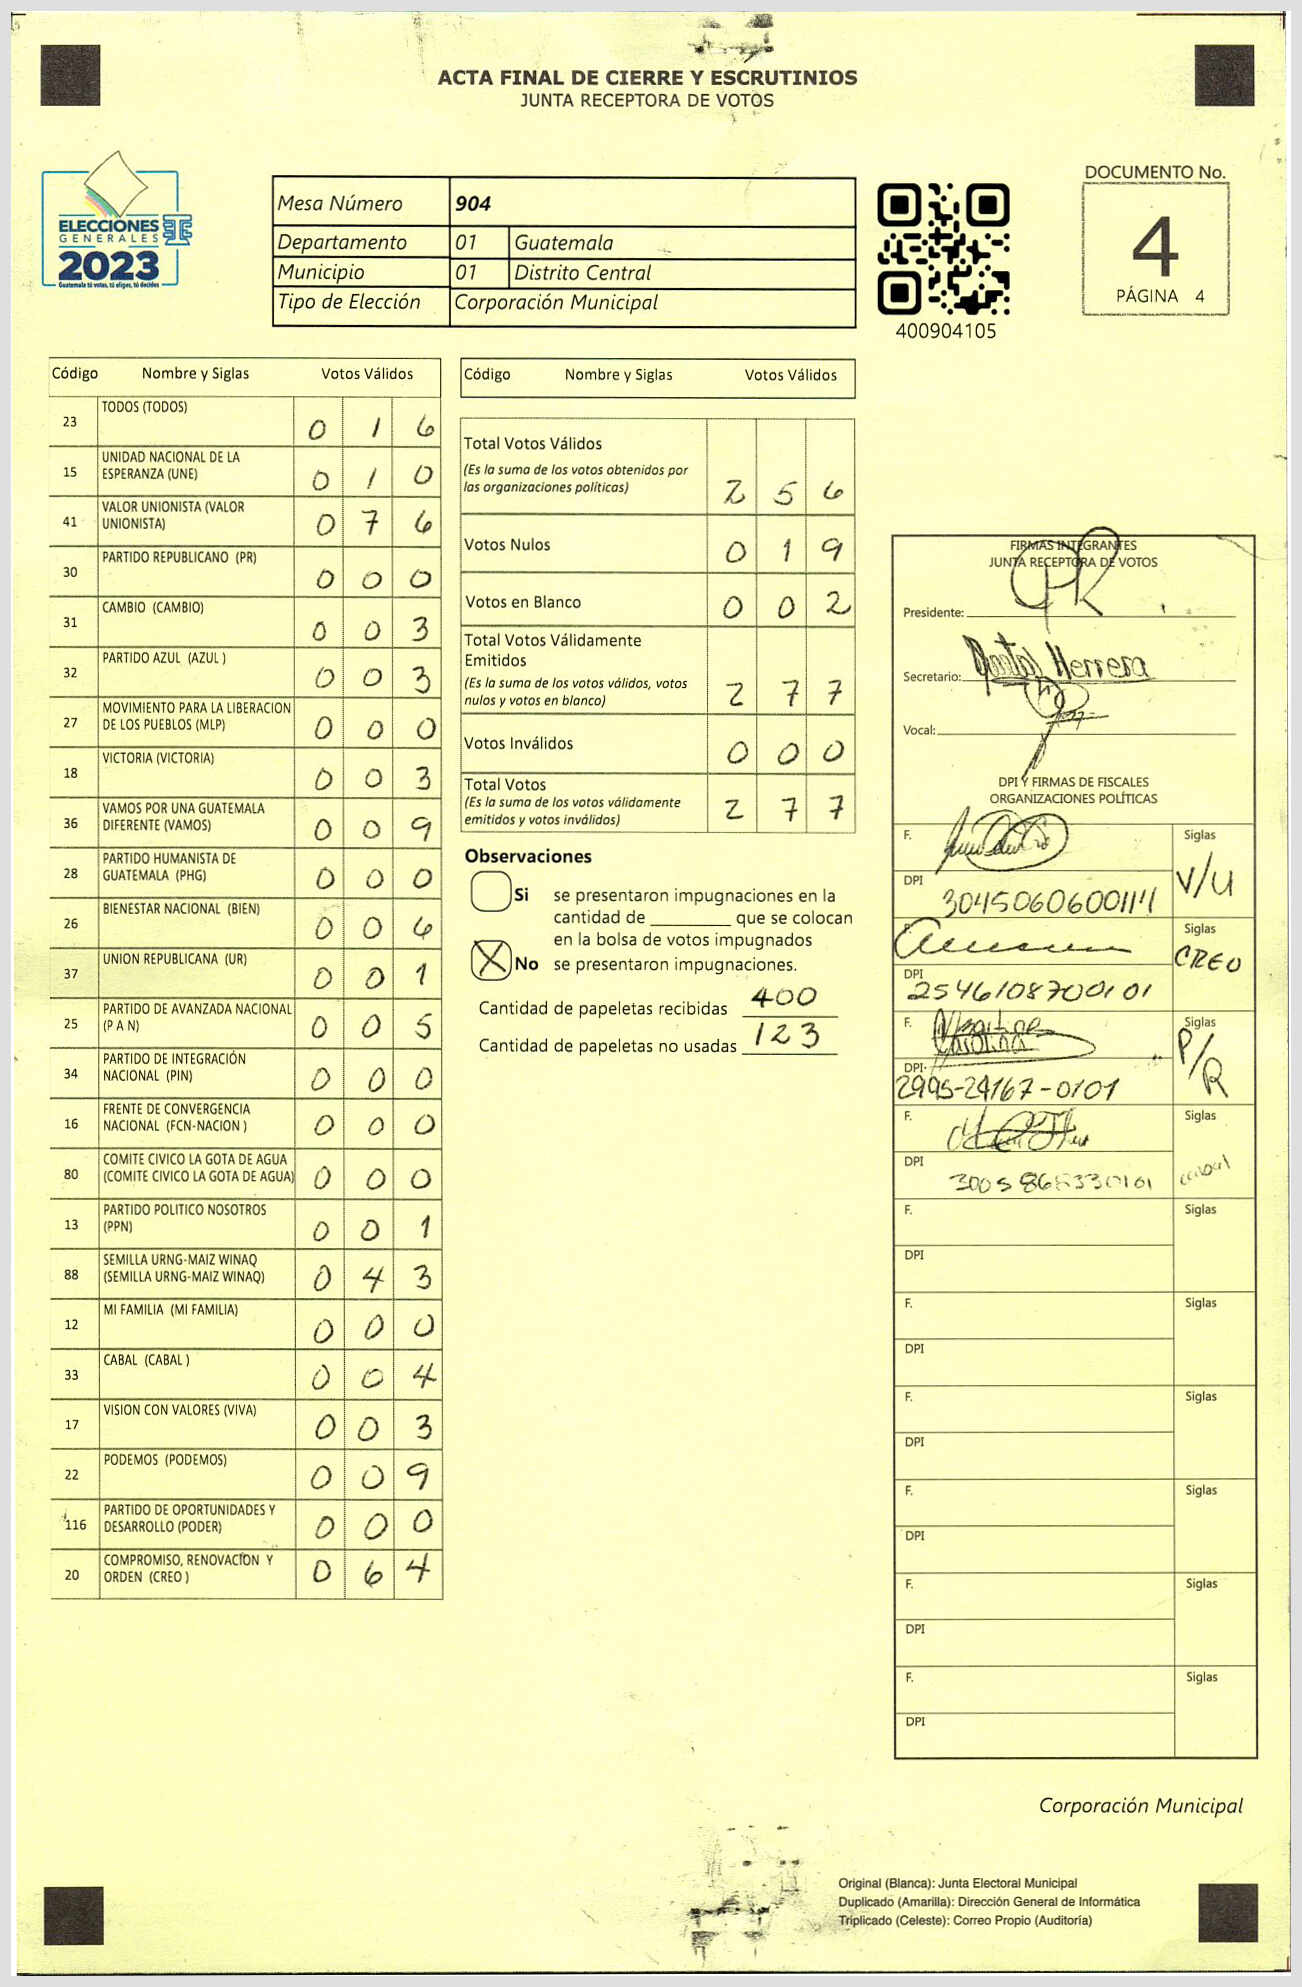 ACTA FINAL DE CIERRE Y ESCRUTINIOS
JUNTA RECEPTORA DE VOTOS
ELECCIONES
GENERALES
2023
Guatemala tú votas, tú eliges, tú decides
Mesa Número 904
Departamento 01 Guatemala
Municipio 01 Distrito Central
Tipo de Elección Corporación Municipal
400904105
DOCUMENTO No.
4
PÁGINA 4
Código Nombre y Siglas Votos Válidos
23 TODOS (TODOS) 0 1 6
15 UNIDAD NACIONAL DE LA
ESPERANZA (UNE) 0 1 0
41 VALOR UNIONISTA (VALOR
UNIONISTA) 0 7 6
30 PARTIDO REPUBLICANO (PR) 0 0 0
31 CAMBIO (CAMBIO) 0 0 3
32 PARTIDO AZUL (AZUL ) 0 0 3
27 MOVIMIENTO PARA LA LIBERACION
DE LOS PUEBLOS (MLP) 0 0 0
18 VICTORIA (VICTORIA) 0 0 3
36 VAMOS POR UNA GUATEMALA
DIFERENTE (VAMOS) 0 0 9
28 PARTIDO HUMANISTA DE
GUATEMALA (PHG) 0 0 0
26 BIENESTAR NACIONAL (BIEN) 0 0 6
37 UNION REPUBLICANA (UR) 0 0 1
25 PARTIDO DE AVANZADA NACIONAL
(P A N) 0 0 5
34 PARTIDO DE INTEGRACIÓN
NACIONAL (PIN) 0 0 0
16 FRENTE DE CONVERGENCIA
NACIONAL (FCN-NACION ) 0 0 0
80 COMITE CIVICO LA GOTA DE AGUA
(COMITE CIVICO LA GOTA DE AGUA) 0 0 0
13 PARTIDO POLITICO NOSOTROS
(PPN) 0 0 1
88 SEMILLA URNG-MAIZ WINAQ
(SEMILLA URNG-MAIZ WINAQ) 0 4 3
12 MI FAMILIA (MI FAMILIA) 0 0 0
33 CABAL (CABAL ) 0 0 4
17 VISION CON VALORES (VIVA) 0 0 3
22 PODEMOS (PODEMOS) 0 0 9
116 PARTIDO DE OPORTUNIDADES Y
DESARROLLO (PODER) 0 0 0
20 COMPROMISO, RENOVACION Y
ORDEN (CREO ) 0 6 4
Código Nombre y Siglas Votos Válidos
Total Votos Válidos
(Es la suma de los votos obtenidos por
las organizaciones políticas) 2 5 6
Votos Nulos 0 1 9
Votos en Blanco 0 0 2
Total Votos Válidamente
Emitidos
(Es la suma de los votos válidos, votos
nulos y votos en blanco) 2 7 7
Votos Inválidos 0 0 0
Total Votos
(Es la suma de los votos válidamente
emitidos y votos inválidos) 2 7 7
Observaciones
Si se presentaron impugnaciones en la
cantidad de ________ que se colocan
en la bolsa de votos impugnados
X No se presentaron impugnaciones.
Cantidad de papeletas recibidas 400
Cantidad de papeletas no usadas 123
FIRMAS INTEGRANTES
JUNTA RECEPTORA DE VOTOS
Presidente:
Secretario: Herrera
Vocal:
DPI Y FIRMAS DE FISCALES
ORGANIZACIONES POLÍTICAS
F. Siglas
V/U
DPI
F. Siglas
CREO
DPI 2546108700101
F. Siglas
Carolina
P/R
DPI
2995-24167-0101
F. Siglas
DPI
F. Siglas
DPI
F. Siglas
DPI
F. Siglas
DPI
F. Siglas
DPI
F. Siglas
DPI
F. Siglas
DPI
Corporación Municipal
Original (Blanca): Junta Electoral Municipal
Duplicado (Amarilla): Dirección General de Informática
Triplicado (Celeste): Correo Propio (Auditoría)